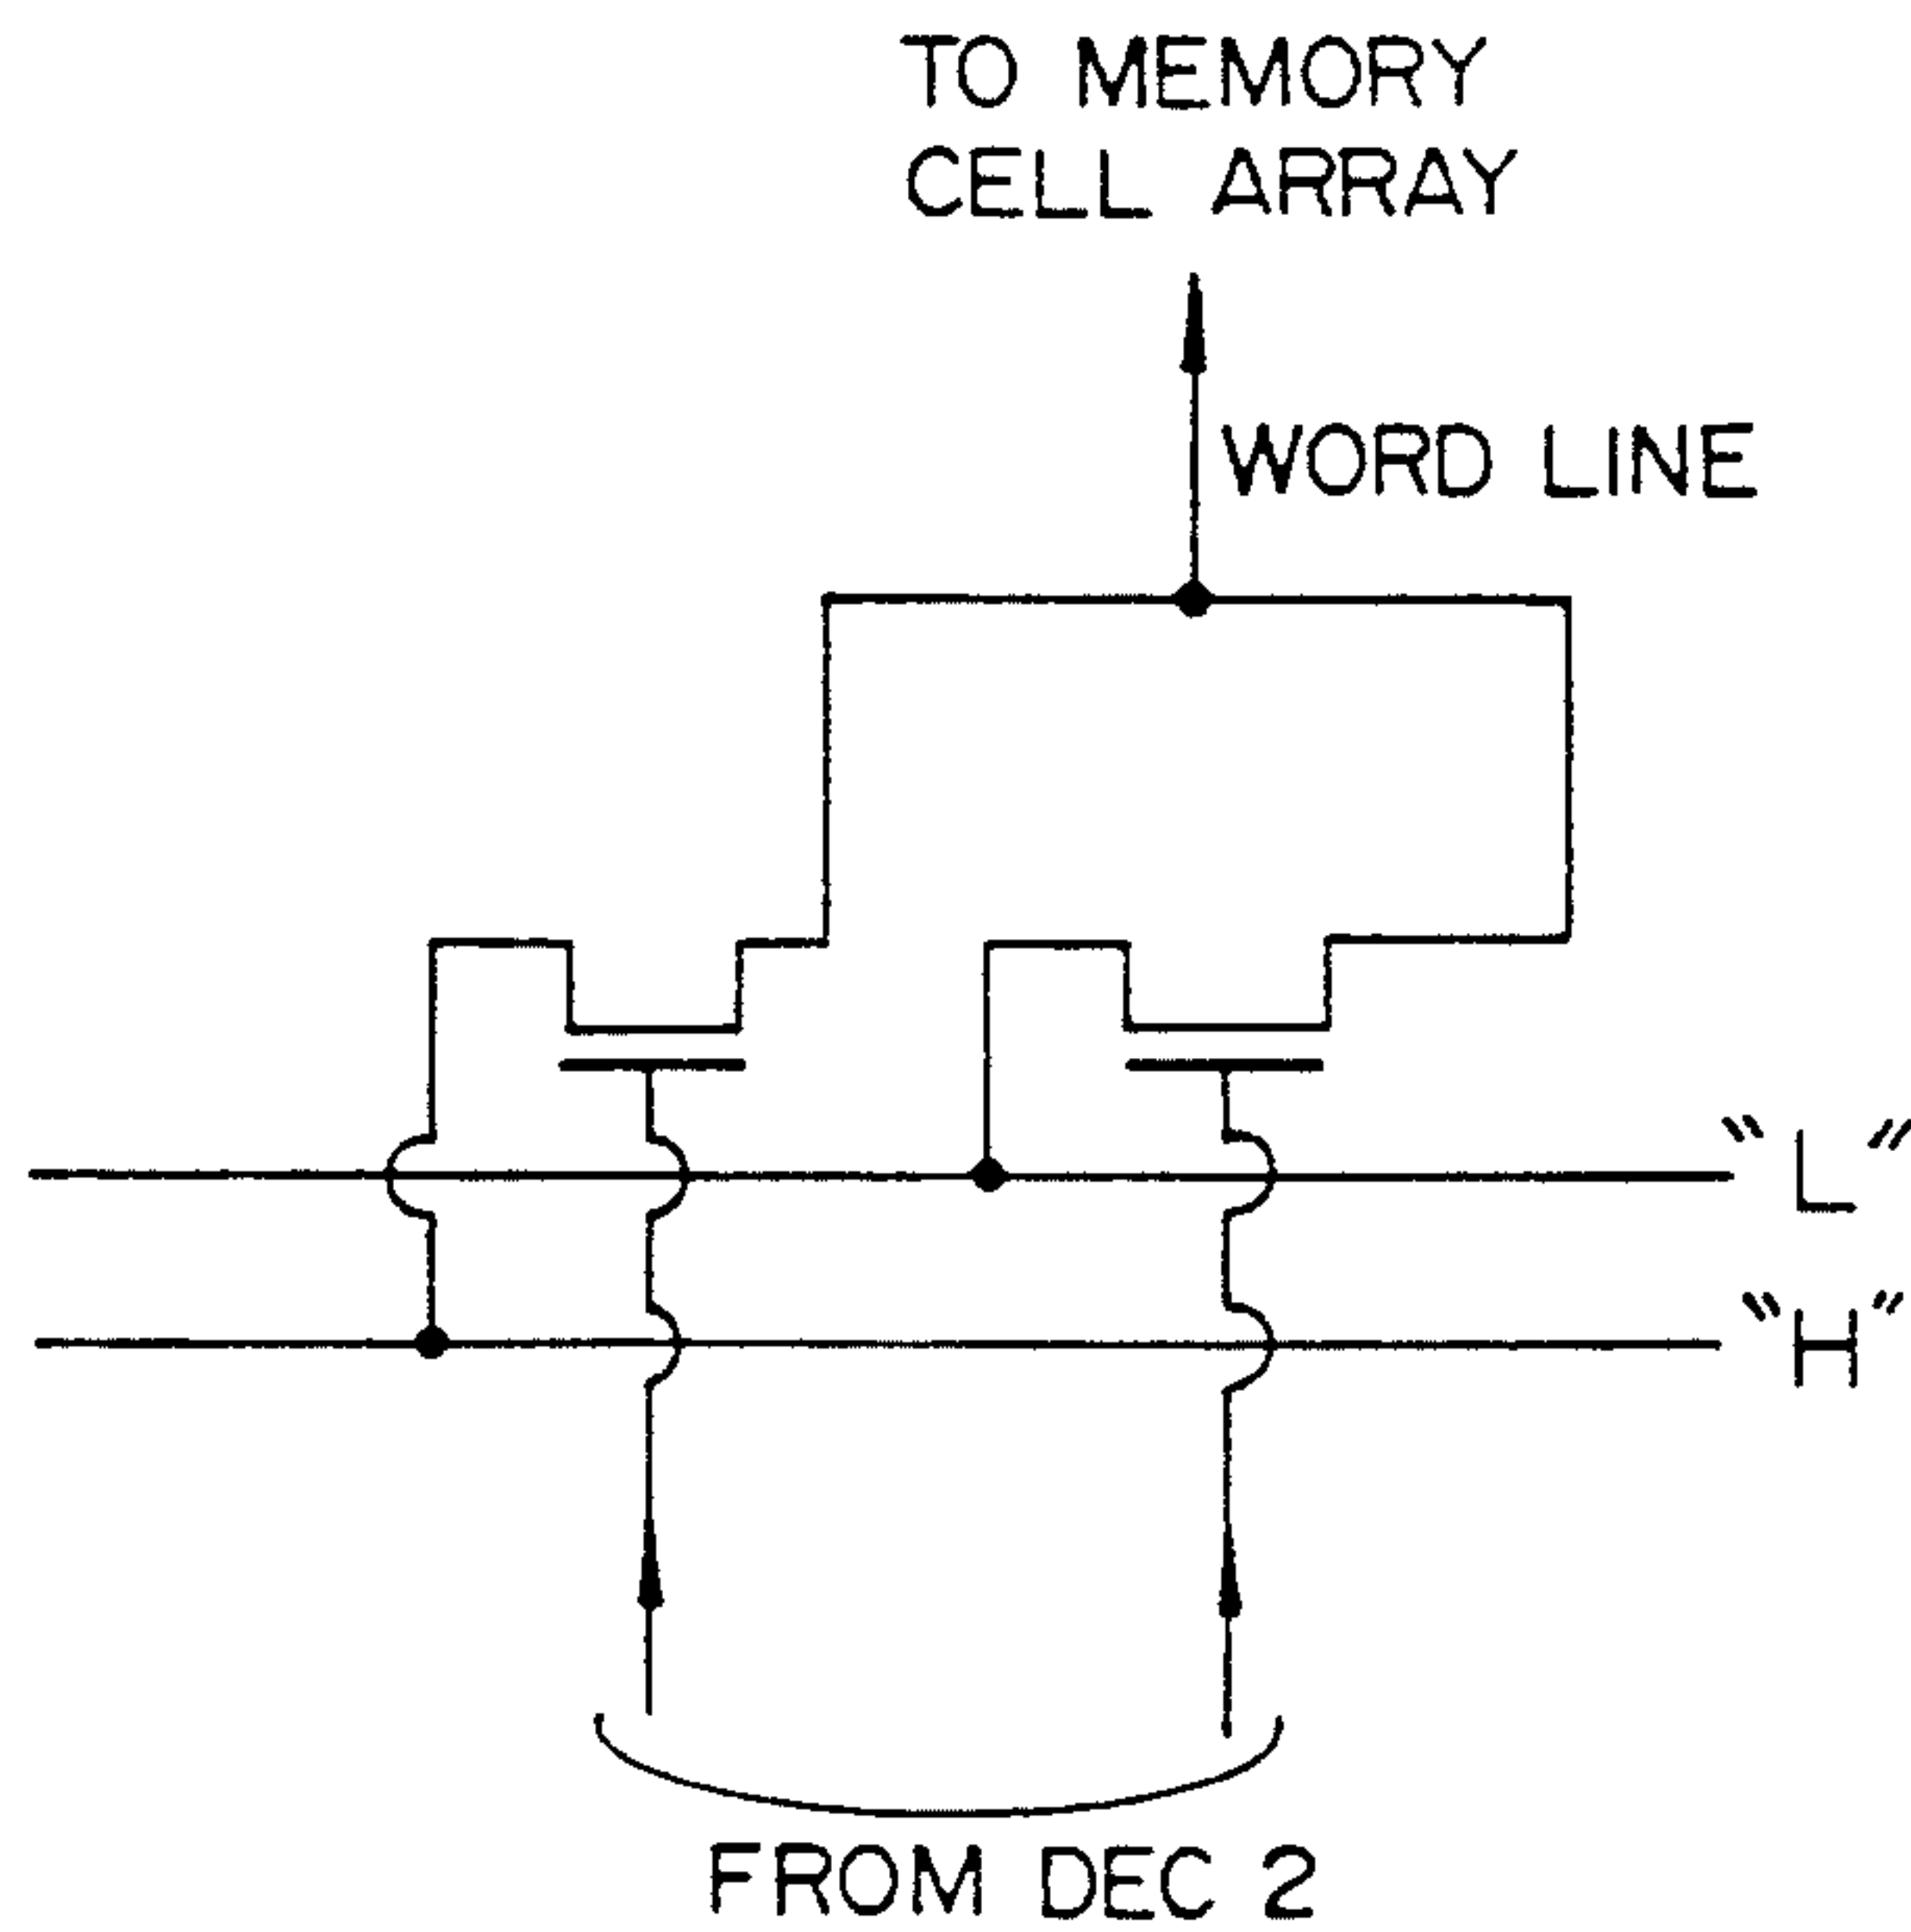 TO MEMORY
CELL ARRAY
WORD LINE
“L”
“H”
FROM DEC 2